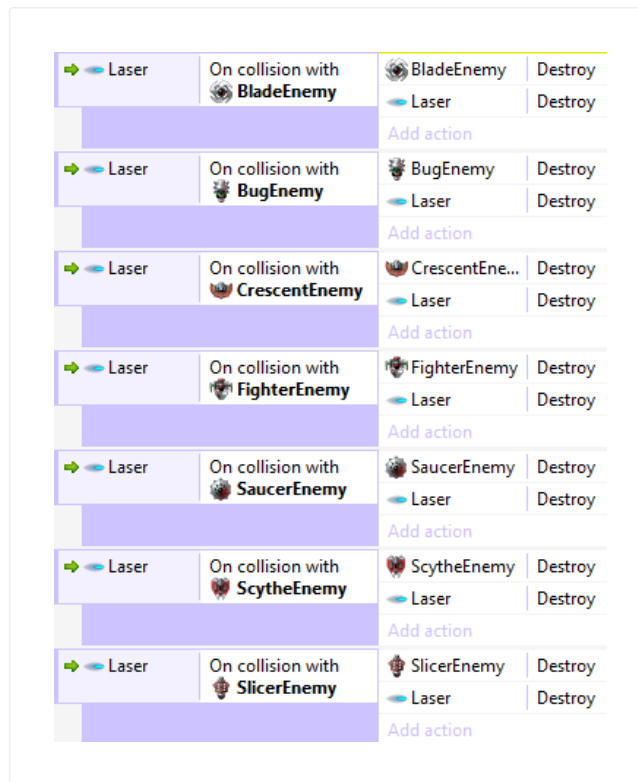 Laser On collision with BladeEnemy Destroy
BladeEnemy Laser Destroy
Add action
Laser On collision with BugEnemy Destroy
BugEnemy Laser Destroy
Add action
Laser On collision with CrescentEne... Destroy
CrescentEnemy Laser Destroy
Add action
Laser On collision with FighterEnemy Destroy
FighterEnemy Laser Destroy
Add action
Laser On collision with SaucerEnemy Destroy
SaucerEnemy Laser Destroy
Add action
Laser On collision with ScytheEnemy Destroy
ScytheEnemy Laser Destroy
Add action
Laser On collision with SlicerEnemy Destroy
SlicerEnemy Laser Destroy
Add action